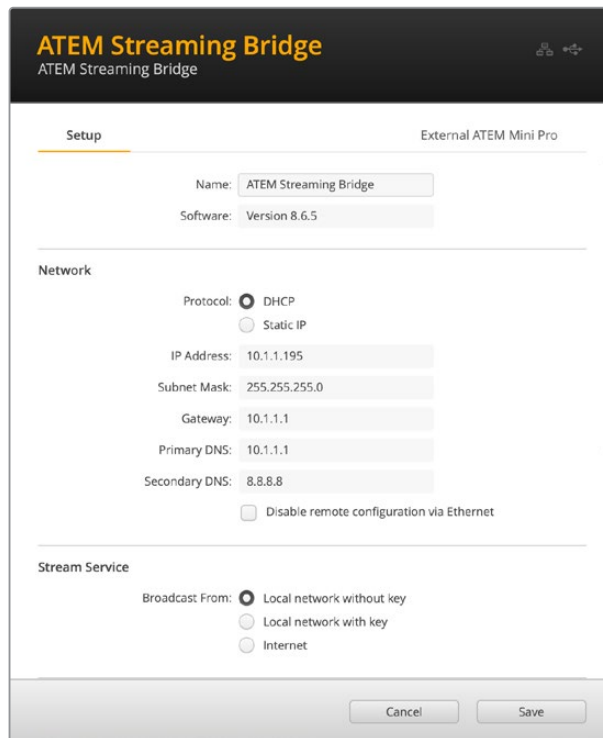 ATEM Streaming Bridge
ATEM Streaming Bridge
Setup
External ATEM Mini Pro
Name: ATEM Streaming Bridge
Software: Version 8.6.5
Network
Protocol: DHCP
Static IP
IP Address: 10.1.1.195
Subnet Mask: 255.255.255.0
Gateway: 10.1.1.1
Primary DNS: 10.1.1.1
Secondary DNS: 8.8.8.8
Disable remote configuration via Ethernet
Stream Service
Broadcast From: Local network without key
Local network with key
Internet
Cancel
Save